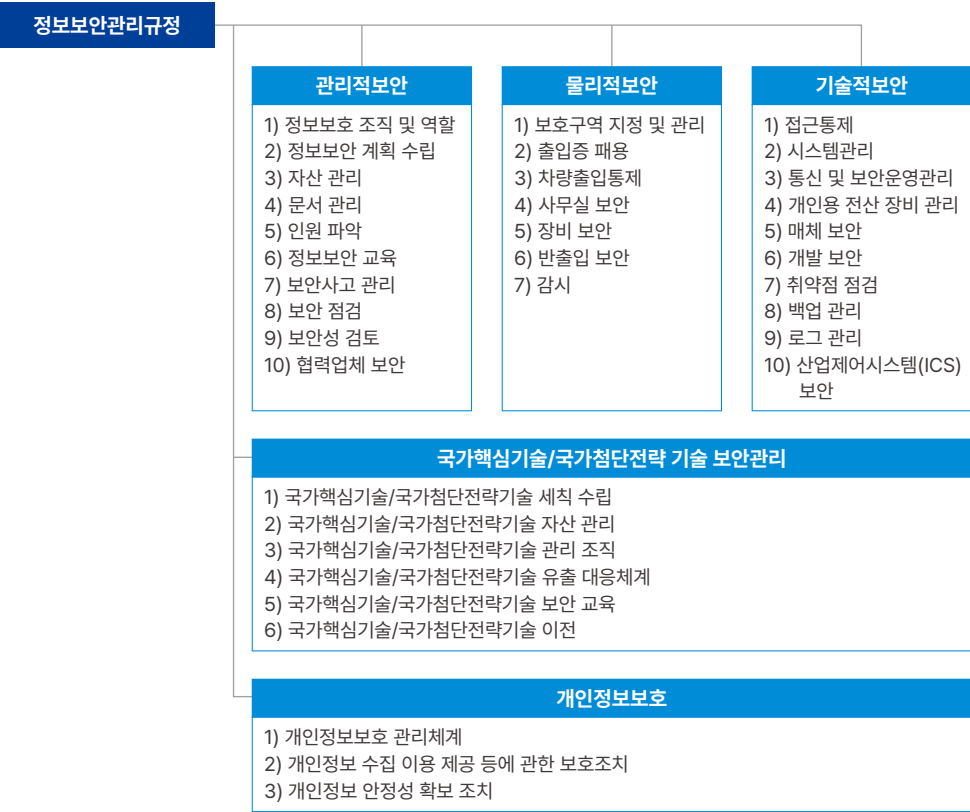 정보보안관리규정
관리적보안
1) 정보보호 조직 및 역할
2) 정보보안 계획 수립
3) 자산 관리
4) 문서 관리
5) 인원 파악
6) 정보보안 교육
7) 보안사고 관리
8) 보안 점검
9) 보안성 검토
10) 협력업체 보안
물리적보안
1) 보호구역 지정 및 관리
2) 출입증 패용
3) 차량출입통제
4) 사무실 보안
5) 장비 보안
6) 반출입 보안
7) 감시
기술적보안
1) 접근통제
2) 시스템관리
3) 통신 및 보안운영관리
4) 개인용 전산 장비 관리
5) 매체 보안
6) 개발 보안
7) 취약점 점검
8) 백업 관리
9) 로그 관리
10) 산업제어시스템(ICS)
보안
국가핵심기술/국가첨단전략 기술 보안관리
1) 국가핵심기술/국가첨단전략기술 세칙 수립
2) 국가핵심기술/국가첨단전략기술 자산 관리
3) 국가핵심기술/국가첨단전략기술 관리 조직
4) 국가핵심기술/국가첨단전략기술 유출 대응체계
5) 국가핵심기술/국가첨단전략기술 보안 교육
6) 국가핵심기술/국가첨단전략기술 이전
개인정보보호
1) 개인정보보호 관리체계
2) 개인정보 수집 이용 제공 등에 관한 보호조치
3) 개인정보 안정성 확보 조치